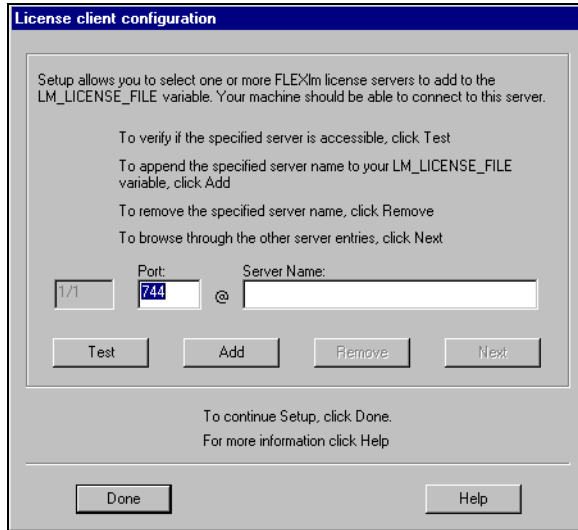 License client configuration
Setup allows you to select one or more FLEXlm license servers to add to the
LM_LICENSE_FILE variable. Your machine should be able to connect to this server.
To verify if the specified server is accessible, click Test
To append the specified server name to your LM_LICENSE_FILE
variable, click Add
To remove the specified server name, click Remove
To browse through the other server entries, click Next
Port: Server Name:
1/1 744 @
Test Add Remove Next
To continue Setup, click Done.
For more information click Help
Done Help